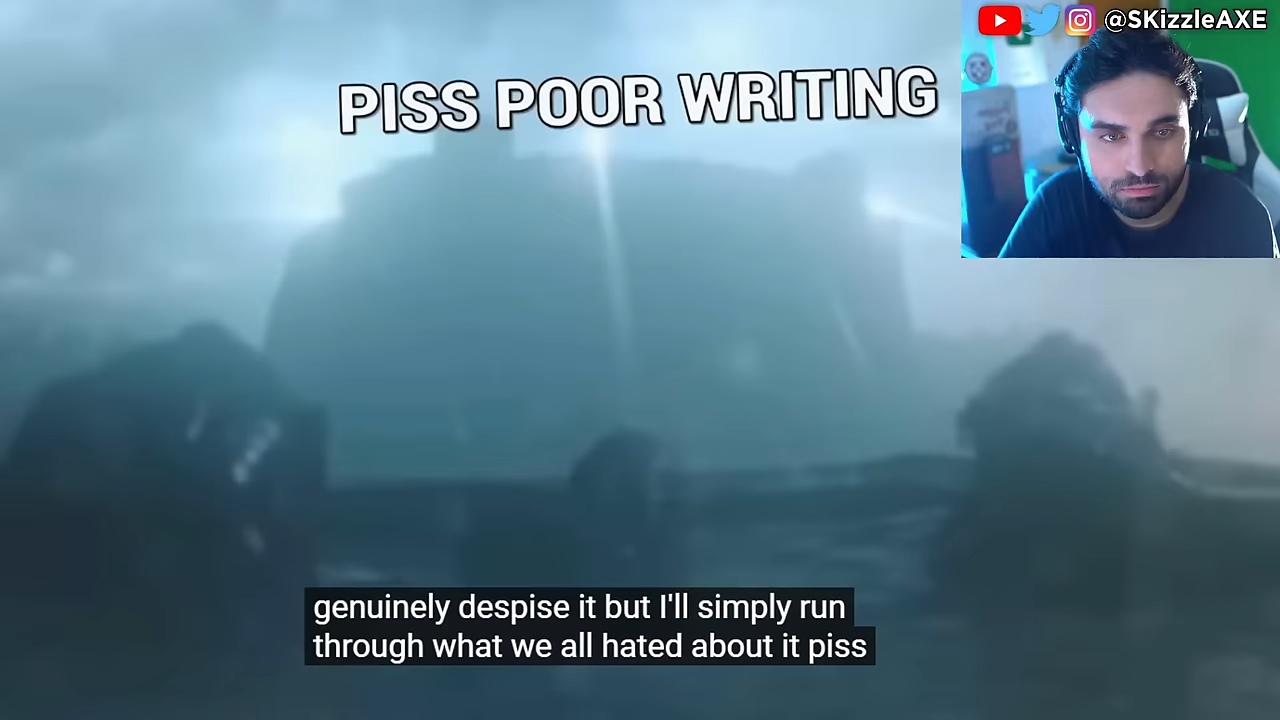 @SKizzleAXE
PISS POOR WRITING
genuinely despise it but I'll simply run
through what we all hated about it piss